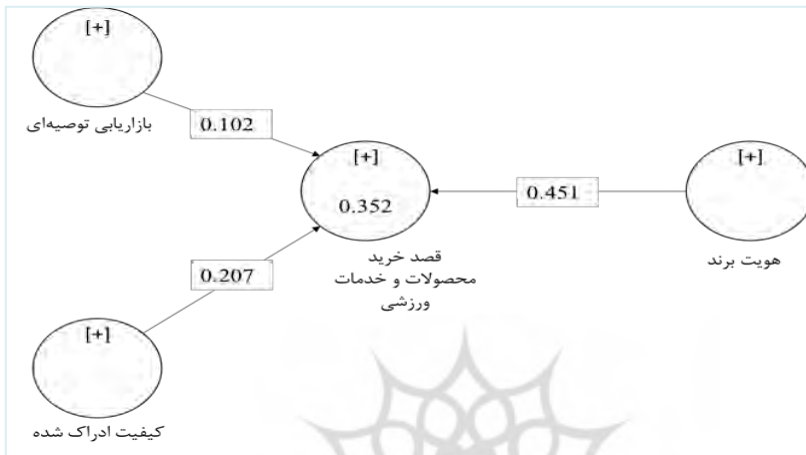 [+]
بازاریابی توصیه‌ای
0.102
[+]
0.352
قصد خرید
محصولات و خدمات
ورزشی
0.451
[+]
هویت برند
0.207
[+]
کیفیت ادراک شده